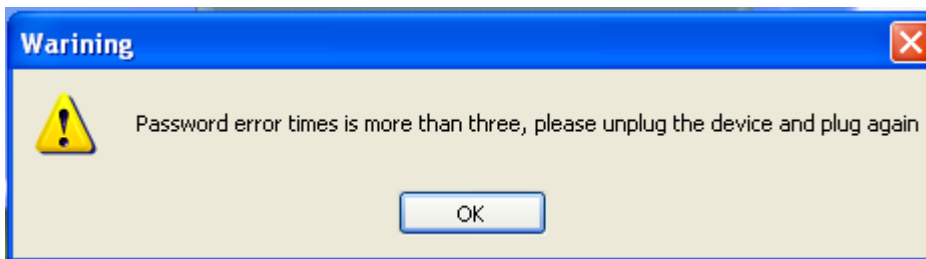 Warining
Password error times is more than three, please unplug the device and plug again
OK